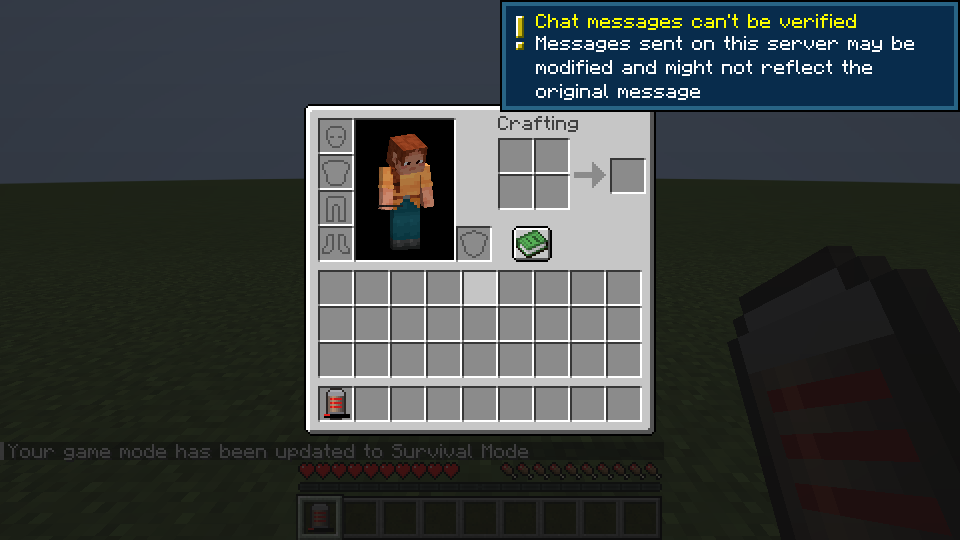 Chat messages can't be verified
Messages sent on this server may be
modified and might not reflect the
original message
Crafting
Your game mode has been updated to Survival Mode